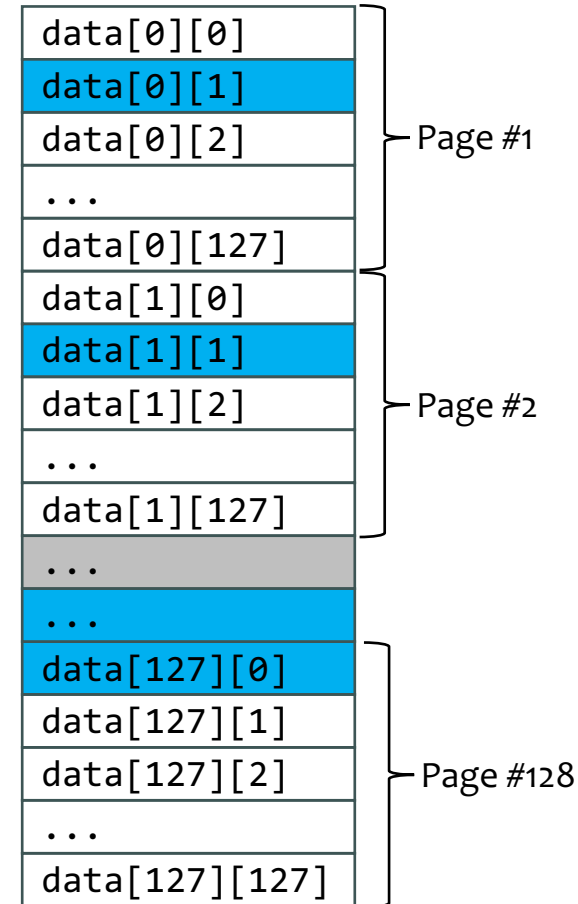 data[0][0]
data[0][1]
data[0][2]
...
data[0][127]
Page #1
data[1][0]
data[1][1]
data[1][2]
...
data[1][127]
Page #2
...
...
data[127][0]
data[127][1]
data[127][2]
...
data[127][127]
Page #128